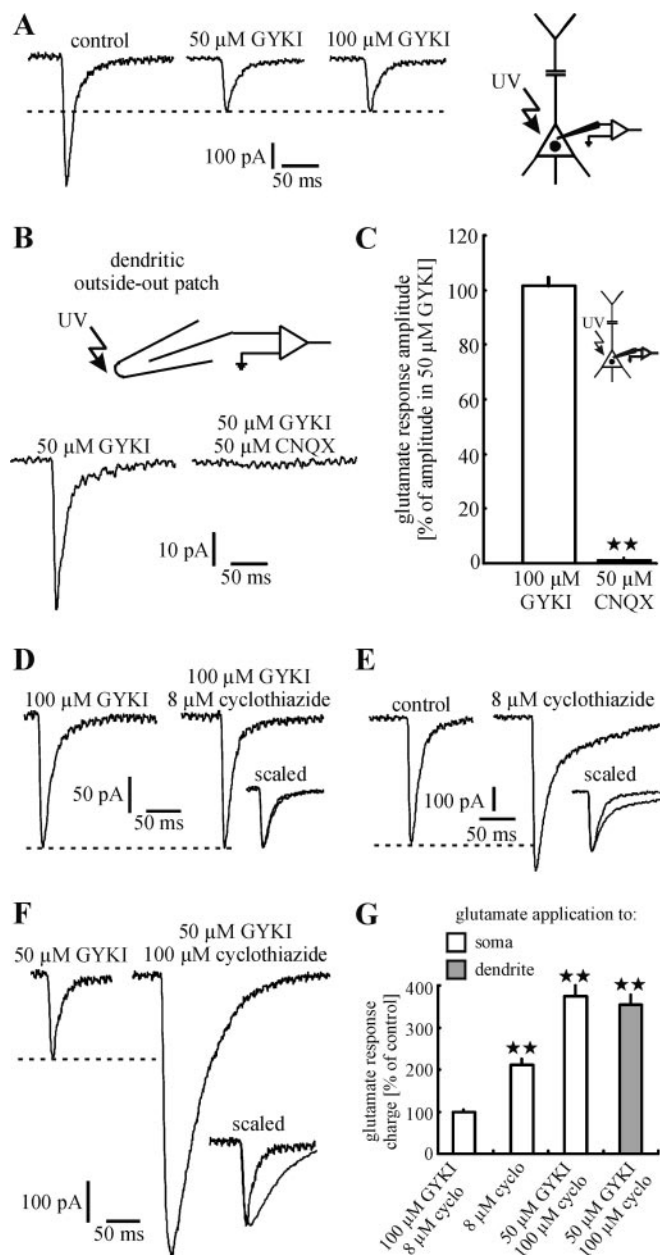 A
control
50 µM GYKI
100 µM GYKI
100 pA
50 ms
UV
B
dendritic
outside-out patch
UV
50 µM GYKI
50 µM GYKI
50 µM CNQX
10 pA
50 ms
C
glutamate response amplitude
[% of amplitude in 50 µM GYKI]
120
100
80
60
40
20
0
UV
★★
100 µM
GYKI
50 µM
CNQX
D
100 µM GYKI
100 µM GYKI
8 µM cyclothiazide
50 pA
50 ms
scaled
E
control
8 µM cyclothiazide
100 pA
50 ms
scaled
F
50 µM GYKI
50 µM GYKI
100 µM cyclothiazide
scaled
100 pA
50 ms
G
glutamate application to:
soma
dendrite
glutamate response
charge [% of control]
400
300
200
100
0
★★
★★
★★
100 µM GYKI
8 µM cyclo
8 µM cyclo
50 µM GYKI
100 µM cyclo
50 µM GYKI
100 µM cyclo